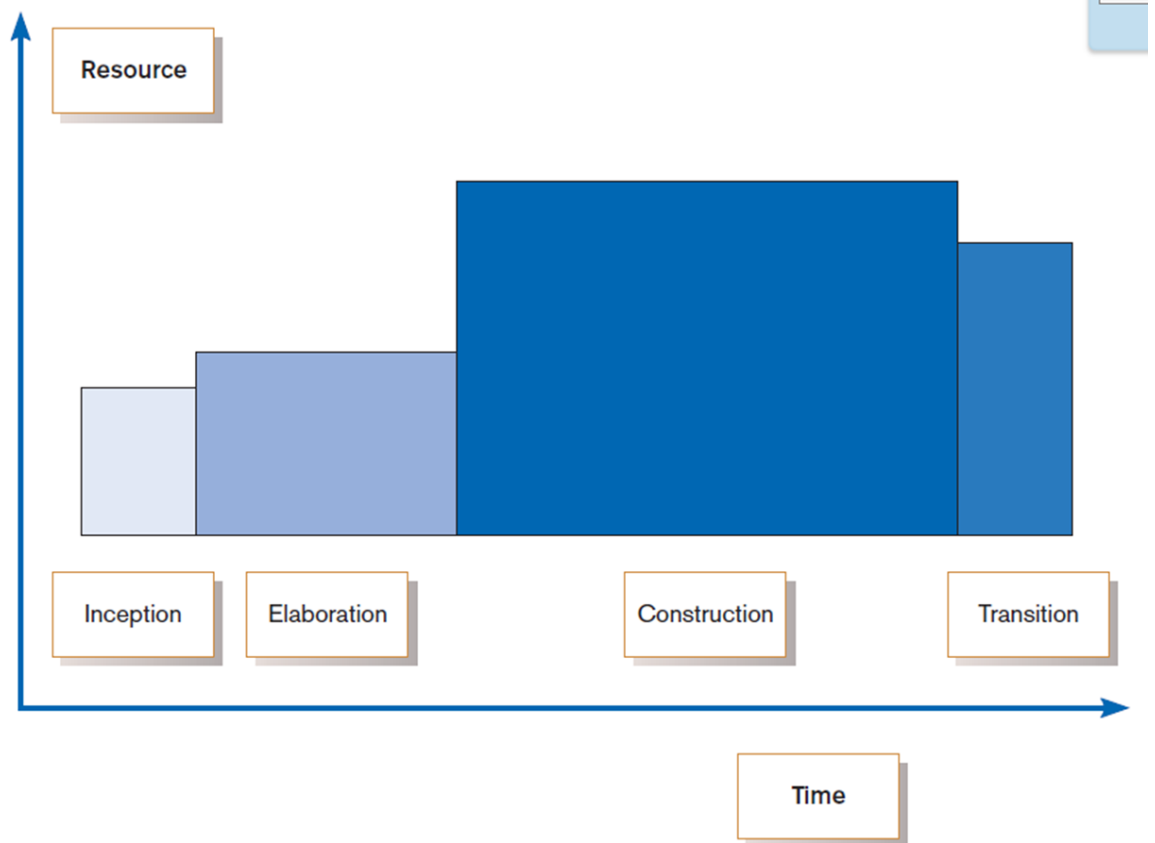 Resource
Inception
Elaboration
Construction
Transition
Time